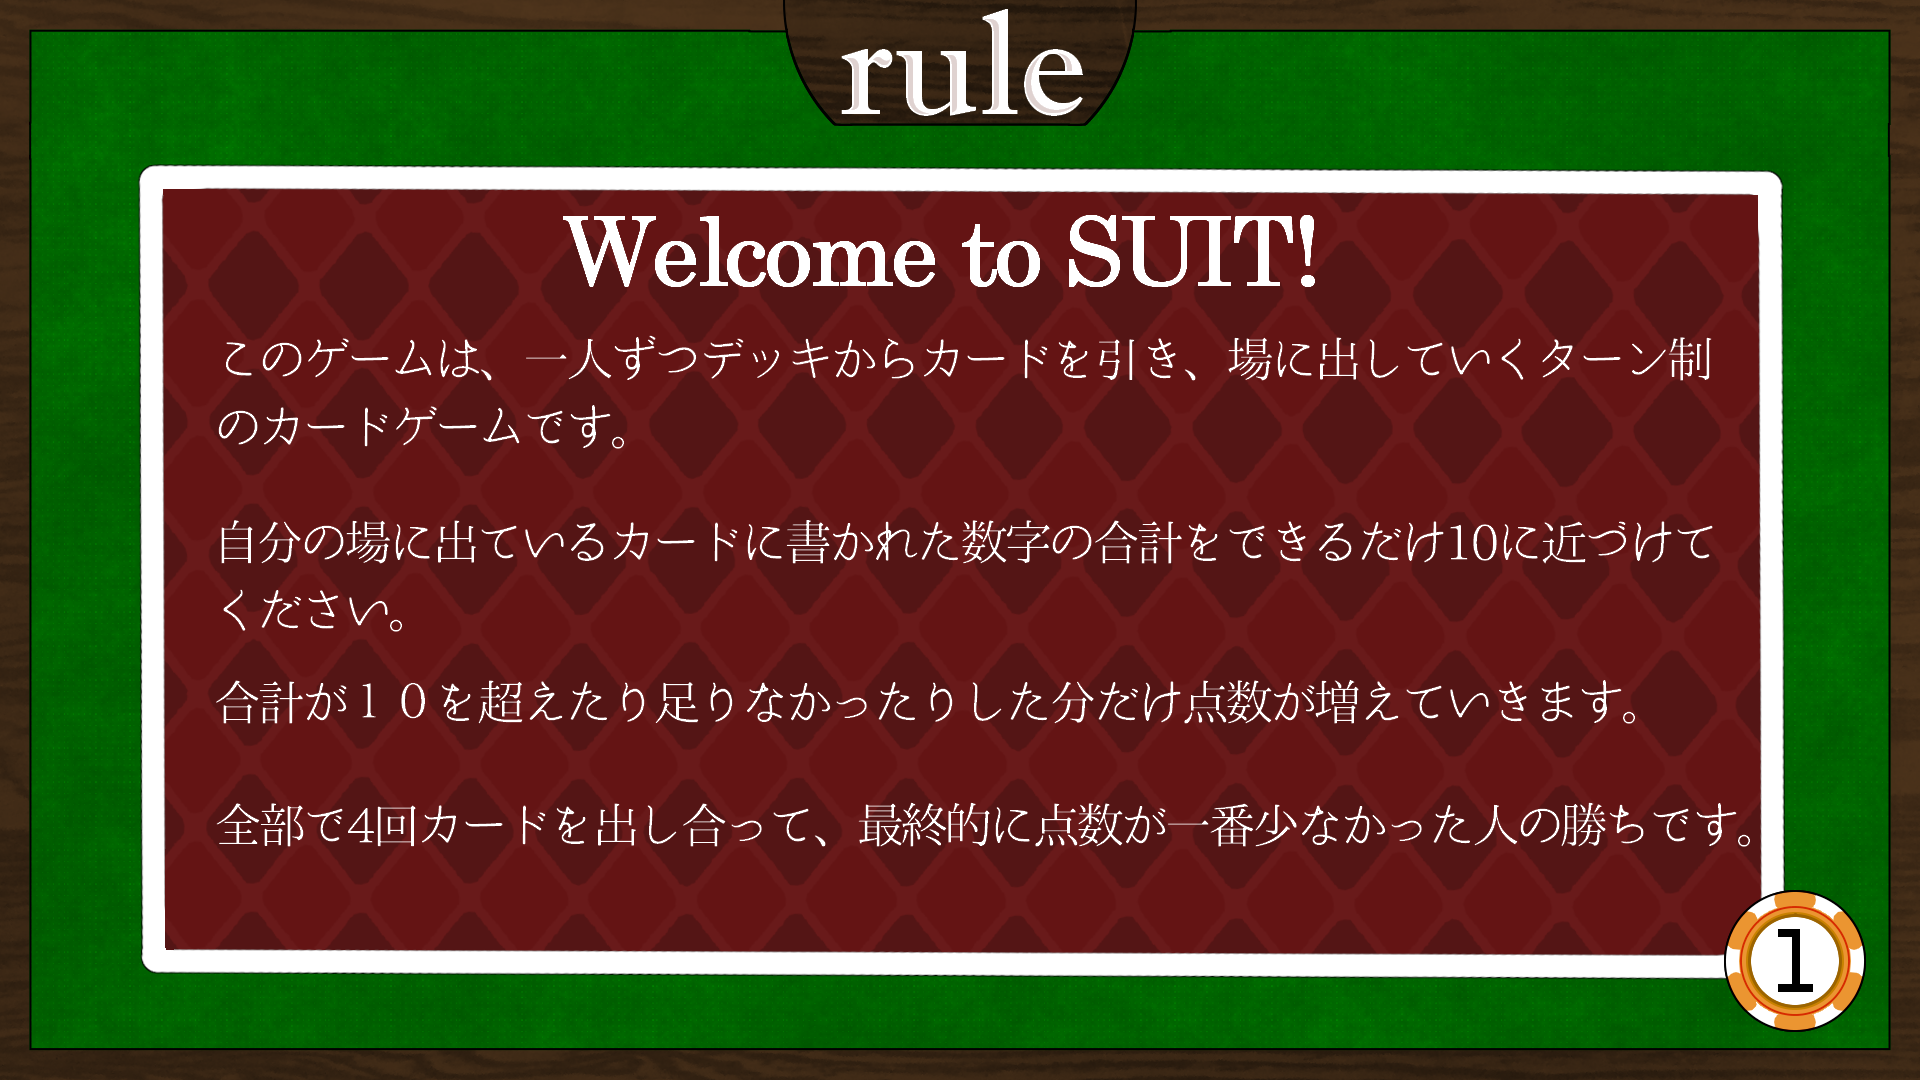 rule
Welcome to SUIT!
このゲームは、一人ずつデッキからカードを引き、場に出していくターン制
のカードゲームです。
自分の場に出ているカードに書かれた数字の合計をできるだけ10に近づけて
ください。
合計が１０を超えたり足りなかったりした分だけ点数が増えていきます。
全部で4回カードを出し合って、最終的に点数が一番少なかった人の勝ちです。
1